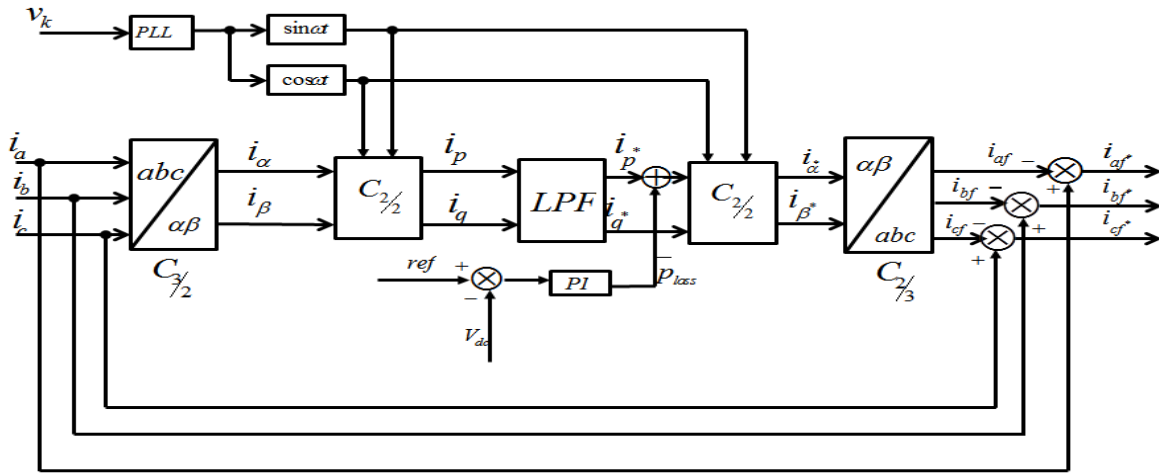 v_k
PLL
sinωt
cosωt
i_a
i_b
i_c
abc
αβ
C_3/2
i_α
i_β
C_2/2
i_p
i_q
LPF
i_p*
i_q*
+
C_2/2
i_α*
i_β*
αβ
abc
C_2/3
i_af
−
+
i_af*
i_bf
−
+
i_bf*
i_cf
−
+
i_cf*
ref
+
−
PI
p̄_loss
V_dc